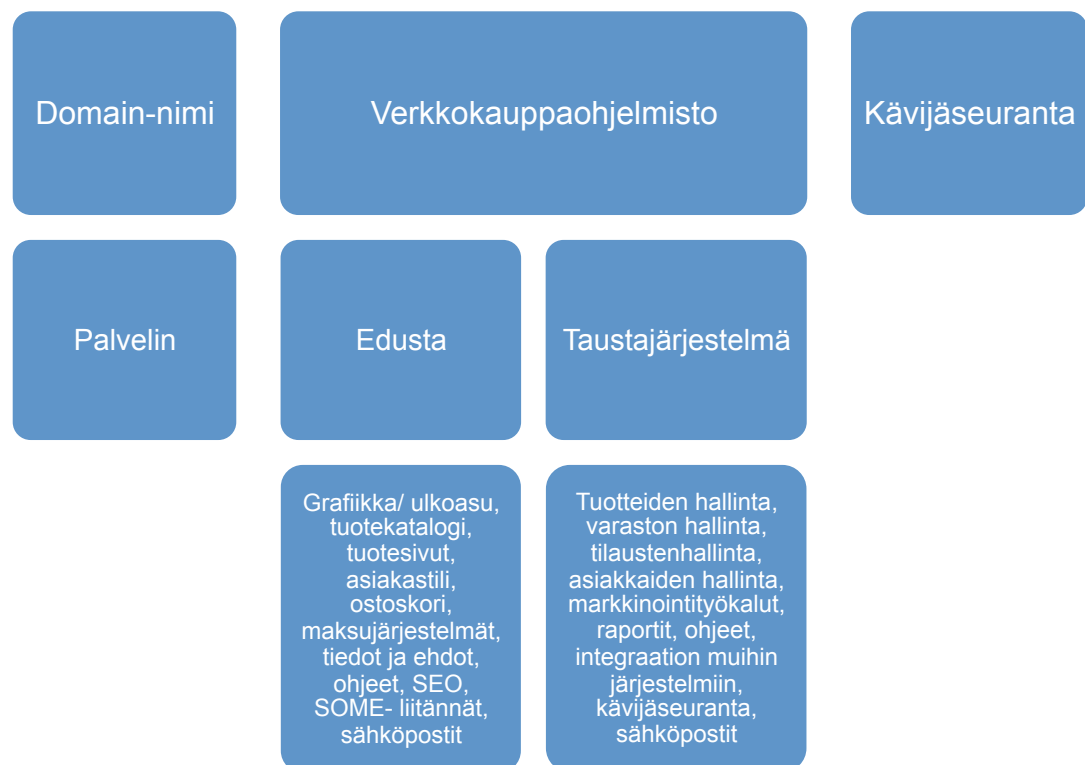 Domain-nimi
Verkkokauppaohjelmisto
Kävijäseuranta
Palvelin
Edusta
Taustajärjestelmä
Grafiikka/ ulkoasu,
tuotekatalogi,
tuotesivut,
asiakastili,
ostoskori,
maksujärjestelmät,
tiedot ja ehdot,
ohjeet, SEO,
SOME- liitännät,
sähköpostit
Tuotteiden hallinta,
varaston hallinta,
tilaustenhallinta,
asiakkaiden hallinta,
markkinointityökalut,
raportit, ohjeet,
integraation muihin
järjestelmiin,
kävijäseuranta,
sähköpostit